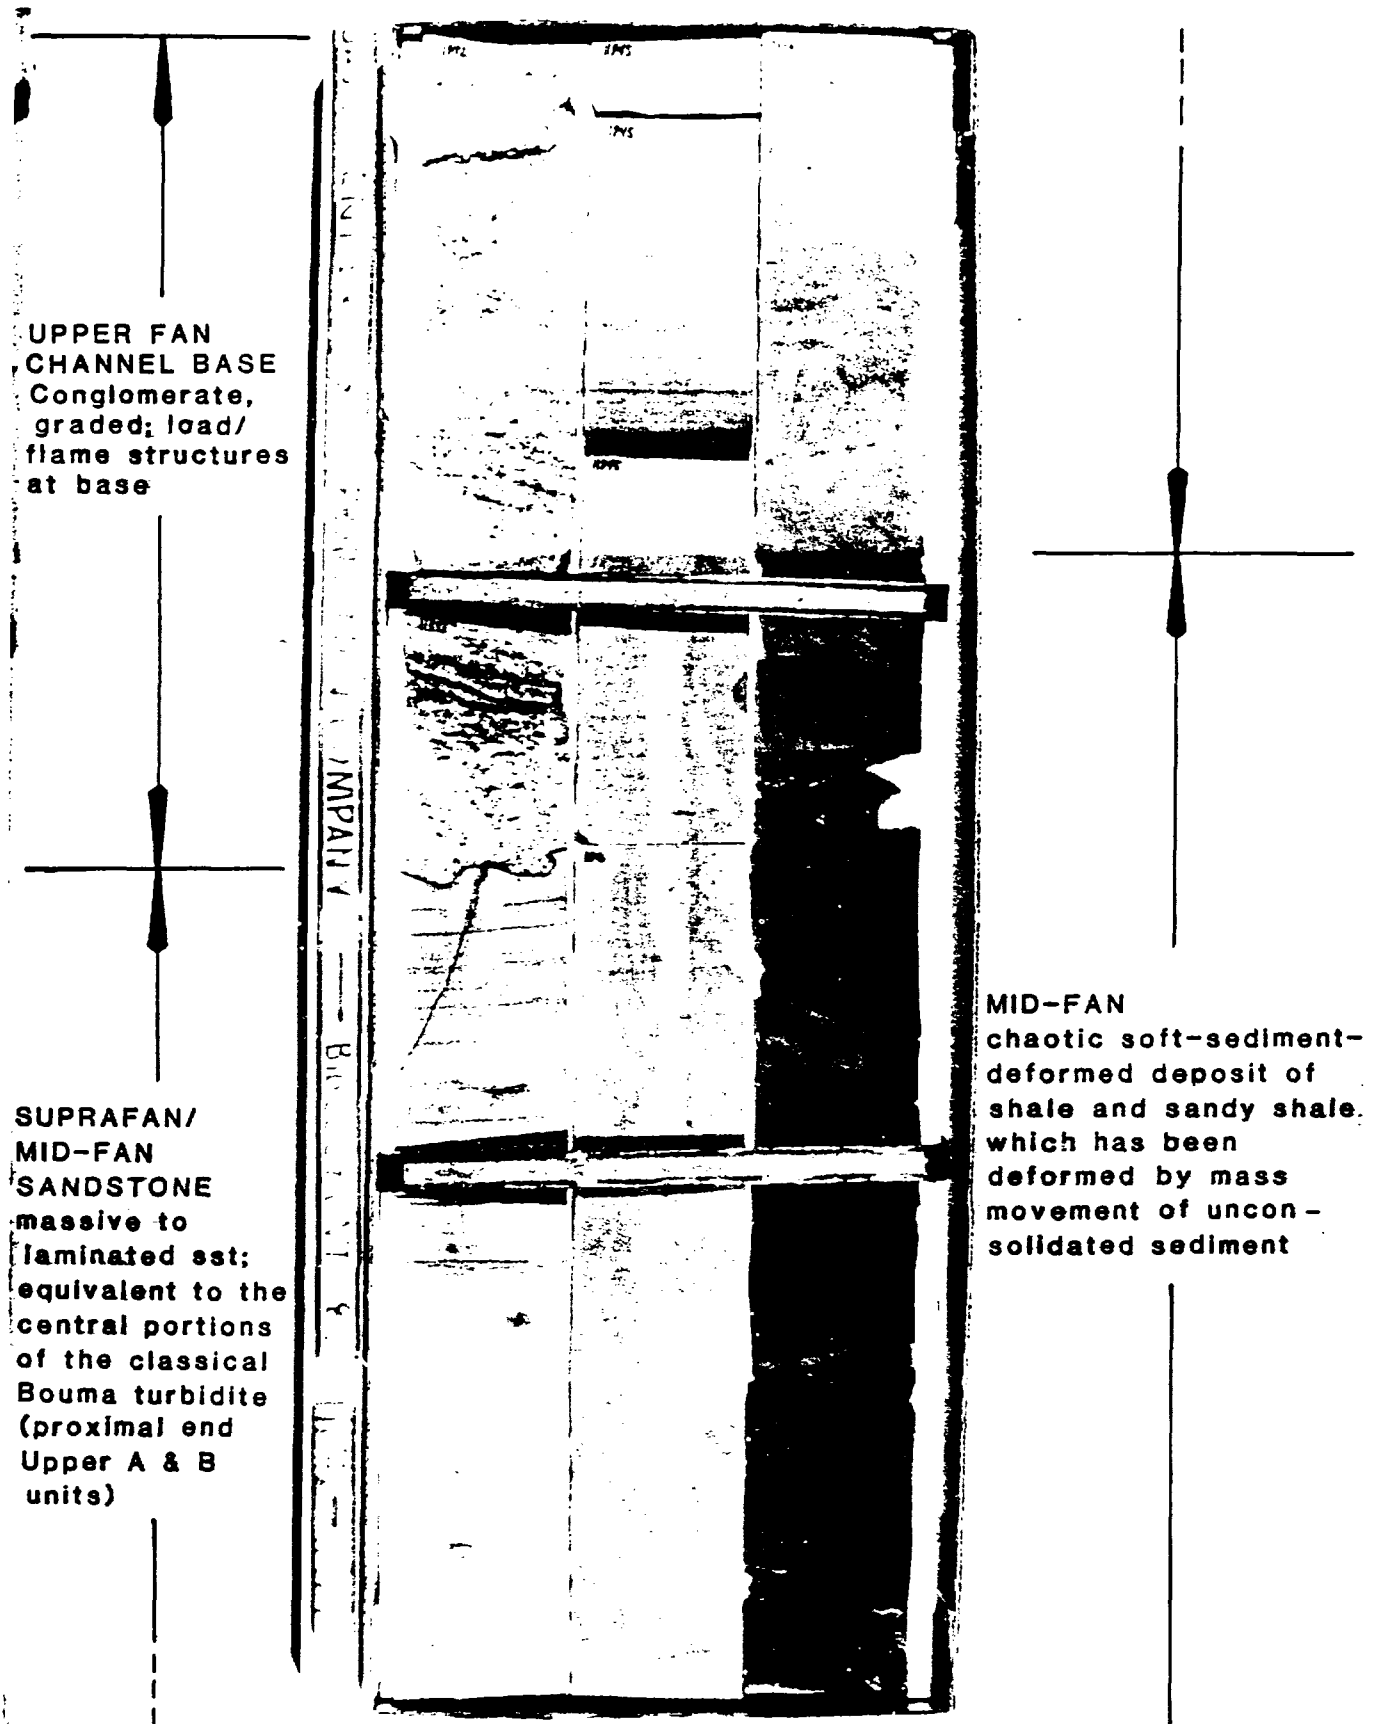 UPPER FAN
CHANNEL BASE
Conglomerate,
graded; load/
flame structures
at base
SUPRAFAN/
MID-FAN
SANDSTONE
massive to
laminated sst;
equivalent to the
central portions
of the classical
Bouma turbidite
(proximal end
Upper A & B
units)
MID-FAN
chaotic soft-sediment-
deformed deposit of
shale and sandy shale.
which has been
deformed by mass
movement of uncon-
solidated sediment